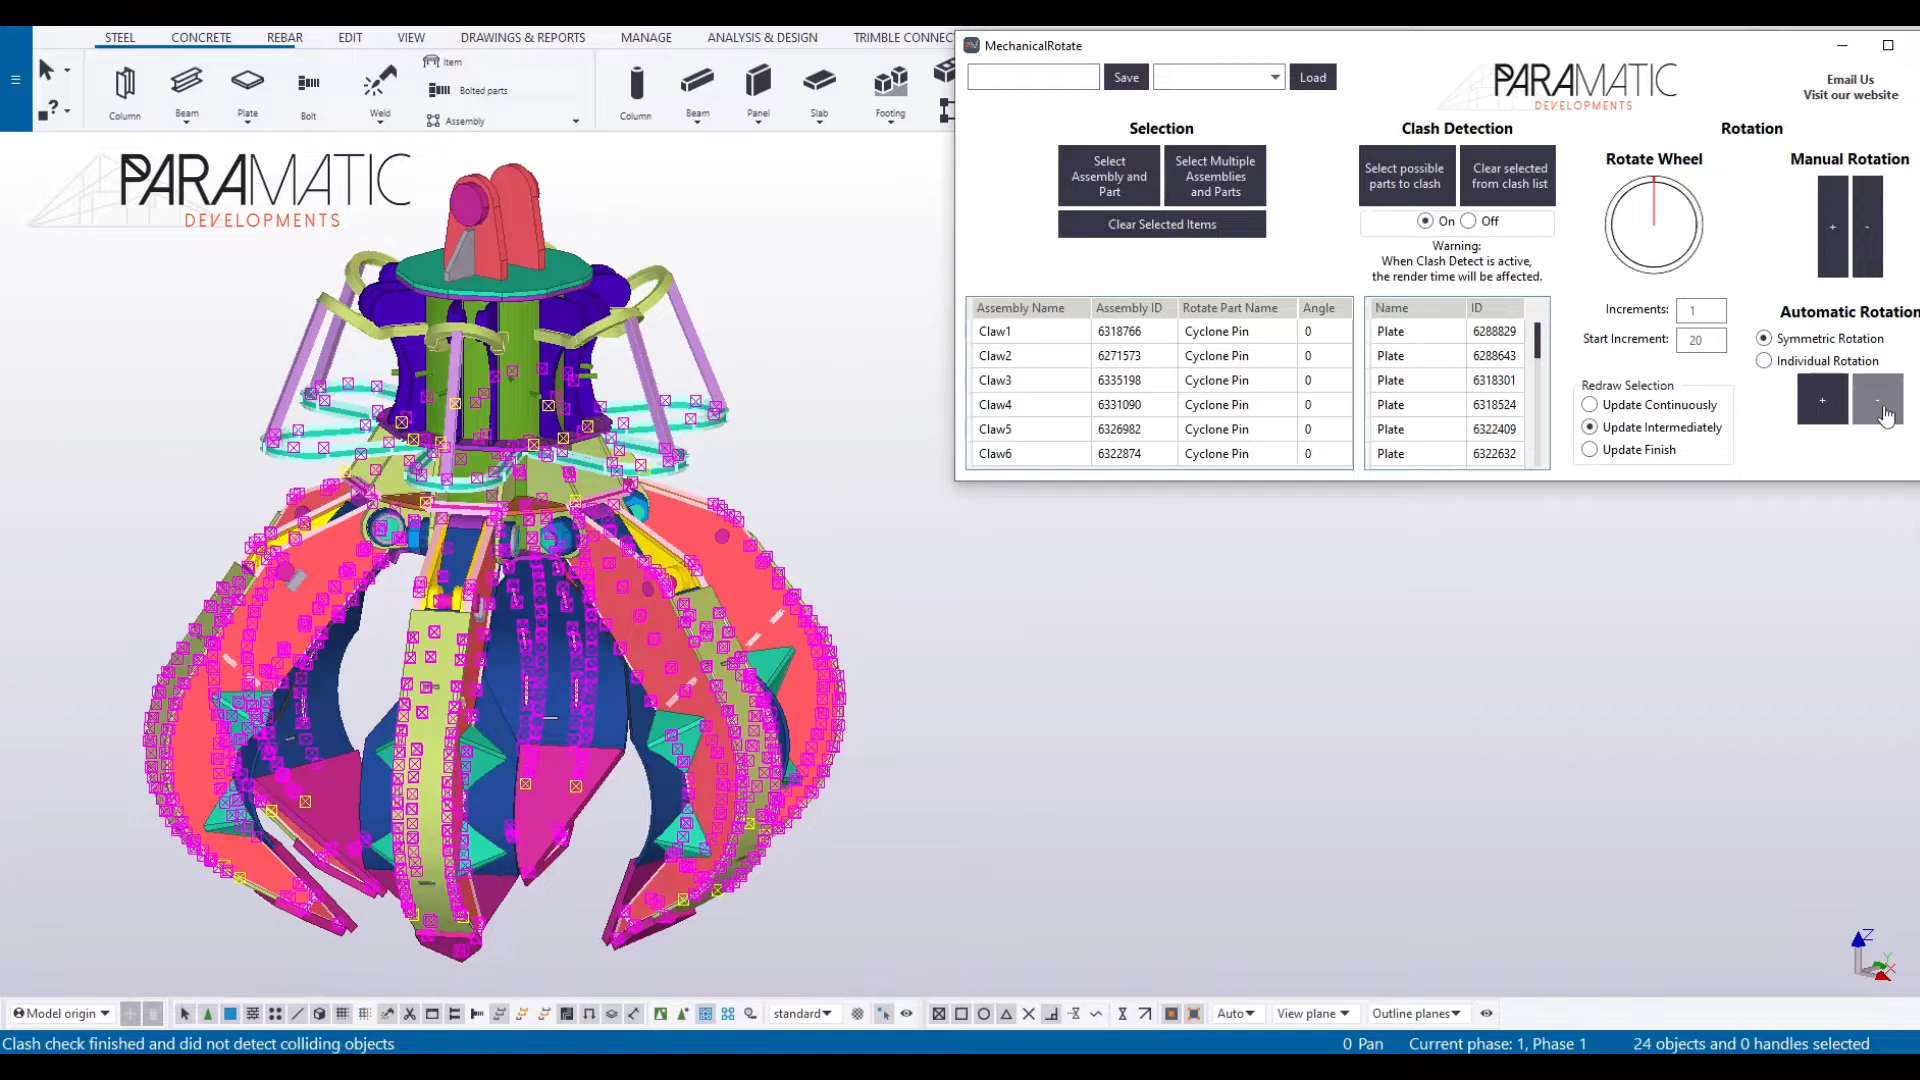 STEEL CONCRETE REBAR EDIT VIEW DRAWINGS & REPORTS MANAGE ANALYSIS & DESIGN TRIMBLE CONNEC
Item
Bolted parts
Assembly
Column Beam Plate Bolt Weld Column Beam Panel Slab Footing
PARAMATIC
DEVELOPMENTS
MechanicalRotate
Save Load
PARAMATIC
DEVELOPMENTS
Email Us
Visit our website
Selection
Select Assembly and Part
Select Multiple Assemblies and Parts
Clear Selected Items
Clash Detection
Select possible parts to clash
Clear selected from clash list
On Off
Warning:
When Clash Detect is active,
the render time will be affected.
Rotation
Rotate Wheel
Manual Rotation
+ -
Assembly Name Assembly ID Rotate Part Name Angle
Claw1 6318766 Cyclone Pin 0
Claw2 6271573 Cyclone Pin 0
Claw3 6335198 Cyclone Pin 0
Claw4 6331090 Cyclone Pin 0
Claw5 6326982 Cyclone Pin 0
Claw6 6322874 Cyclone Pin 0
Name ID
Plate 6288829
Plate 6288643
Plate 6318301
Plate 6318524
Plate 6322409
Plate 6322632
Increments: 1
Start Increment: 20
Redraw Selection
Update Continuously
Update Intermediately
Update Finish
Automatic Rotation
Symmetric Rotation
Individual Rotation
+ -
Z
Y
X
Model origin standard Auto View plane Outline planes
Clash check finished and did not detect colliding objects 0 Pan Current phase: 1, Phase 1 24 objects and 0 handles selected